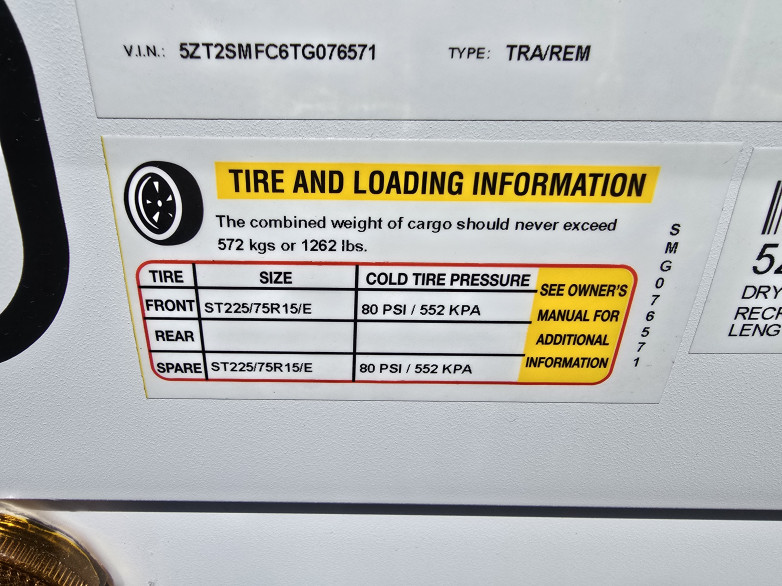 V.I.N.: 5ZT2SMFC6TG076571 TYPE: TRA/REM
TIRE AND LOADING INFORMATION
The combined weight of cargo should never exceed
572 kgs or 1262 lbs.
TIRE SIZE COLD TIRE PRESSURE
FRONT ST225/75R15/E 80 PSI / 552 KPA
REAR
SPARE ST225/75R15/E 80 PSI / 552 KPA
SEE OWNER'S
MANUAL FOR
ADDITIONAL
INFORMATION
SMG076571
DRY
LENG